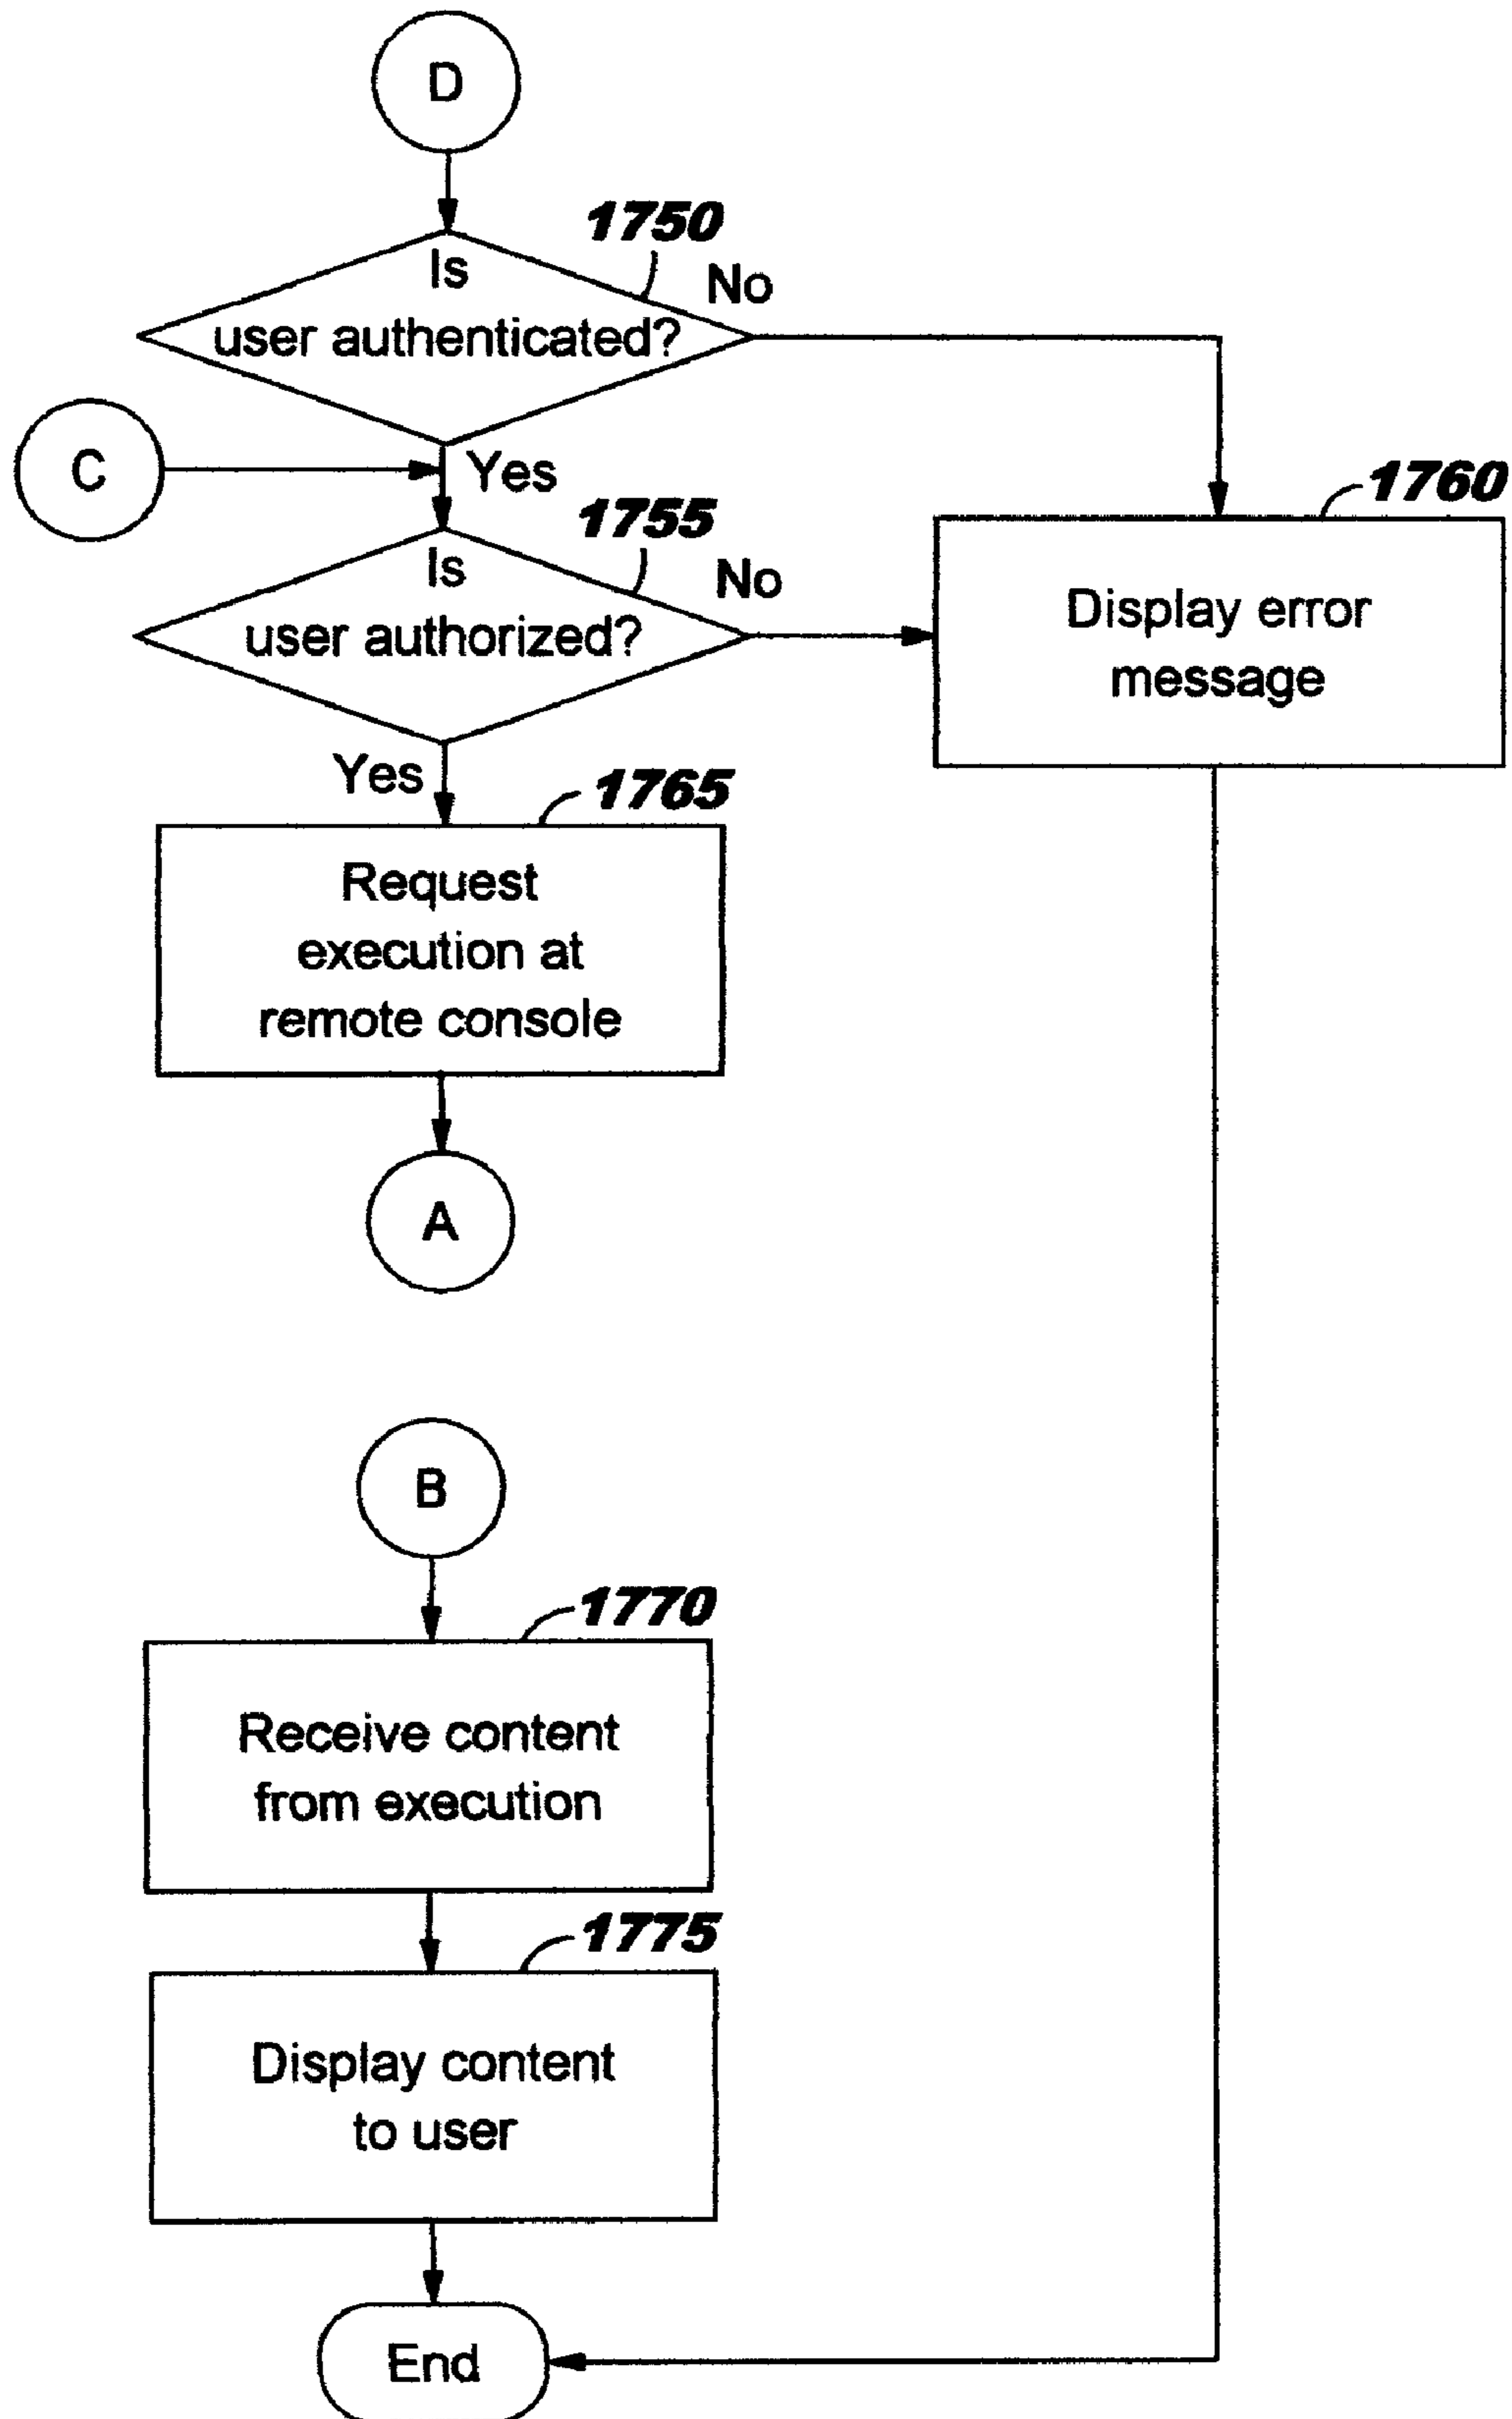 D
1750
Is
No
user authenticated?
C
Yes
1755
1760
Is
No
user authorized?
Display error
message
Yes
1765
Request
execution at
remote console
A
B
1770
Receive content
from execution
1775
Display content
to user
End